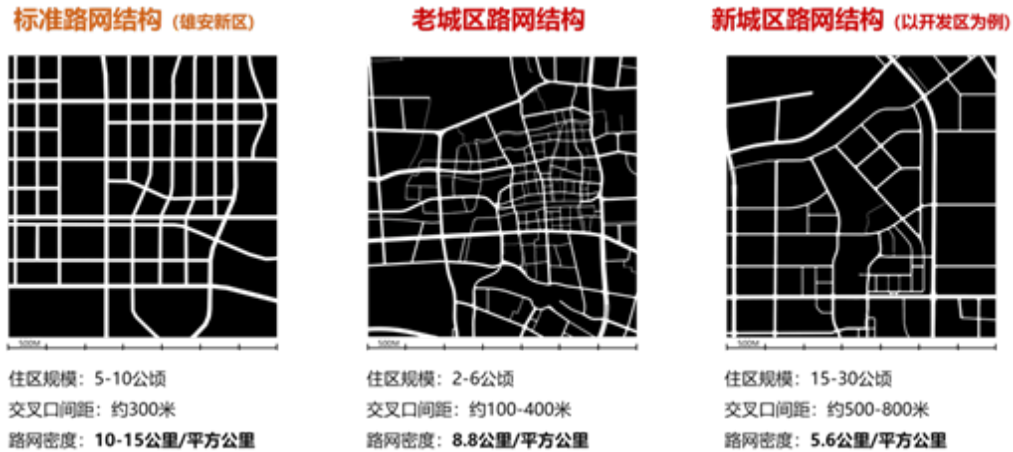 标准路网结构（雄安新区）
500M
住区规模：5-10公顷
交叉口间距：约300米
路网密度：10-15公里/平方公里
老城区路网结构
500M
住区规模：2-6公顷
交叉口间距：约100-400米
路网密度：8.8公里/平方公里
新城区路网结构（以开发区为例）
500M
住区规模：15-30公顷
交叉口间距：约500-800米
路网密度：5.6公里/平方公里